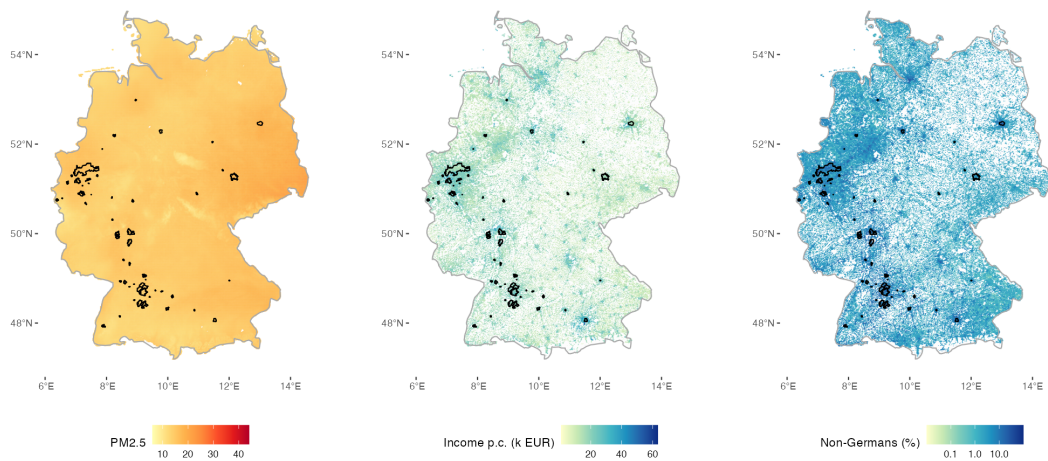 54°N
52°N
50°N
48°N
6°E 8°E 10°E 12°E 14°E
PM2.5
10 20 30 40
54°N
52°N
50°N
48°N
6°E 8°E 10°E 12°E 14°E
Income p.c. (k EUR)
20 40 60
54°N
52°N
50°N
48°N
6°E 8°E 10°E 12°E 14°E
Non-Germans (%)
0.1 1.0 10.0